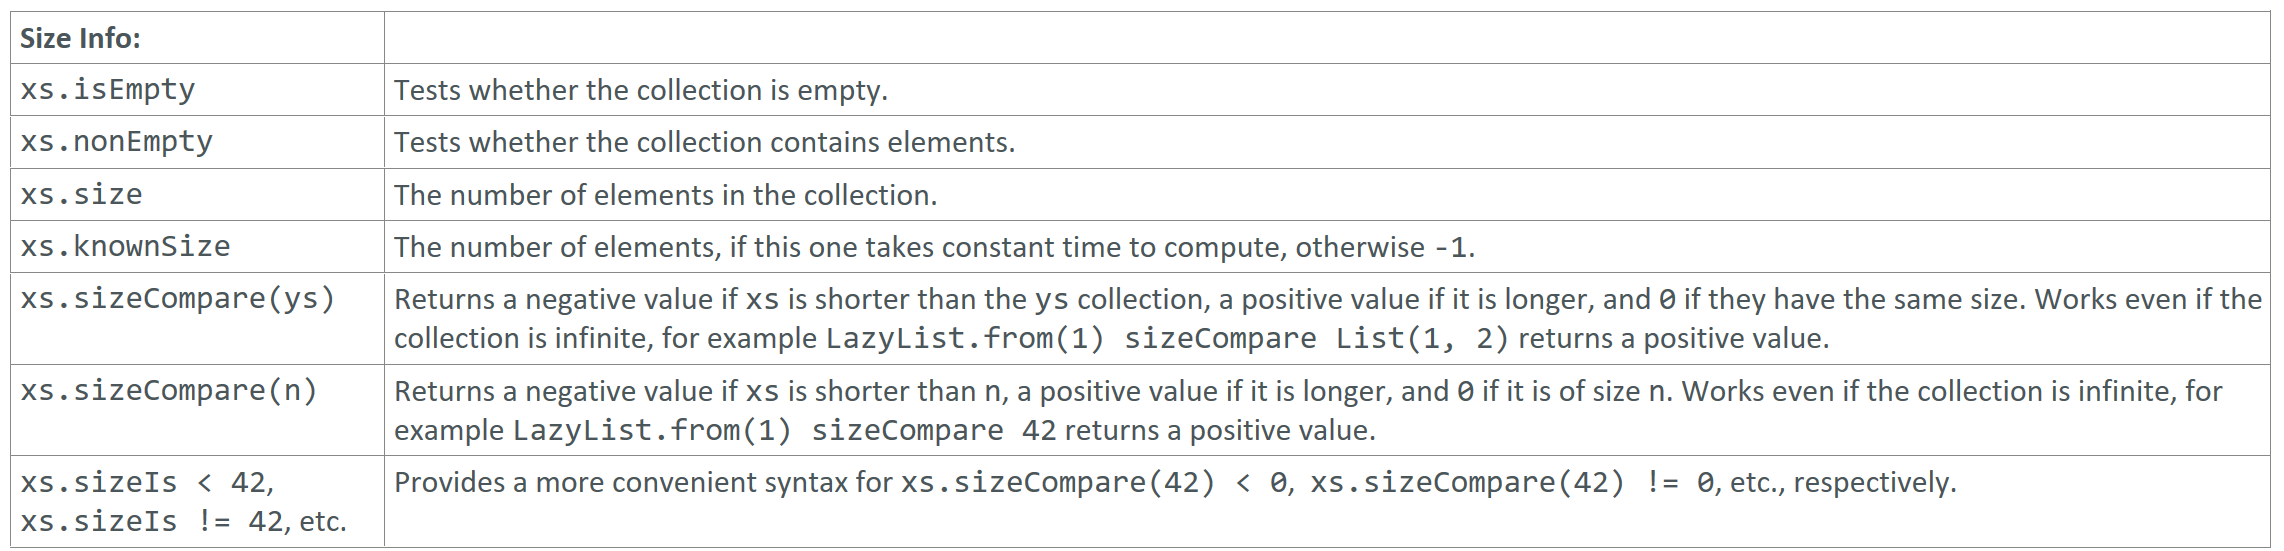 Size Info:
xs.isEmpty
Tests whether the collection is empty.
xs.nonEmpty
Tests whether the collection contains elements.
xs.size
The number of elements in the collection.
xs.knownSize
The number of elements, if this one takes constant time to compute, otherwise -1.
xs.sizeCompare(ys)
Returns a negative value if xs is shorter than the ys collection, a positive value if it is longer, and 0 if they have the same size. Works even if the
collection is infinite, for example LazyList.from(1) sizeCompare List(1, 2) returns a positive value.
xs.sizeCompare(n)
Returns a negative value if xs is shorter than n, a positive value if it is longer, and 0 if it is of size n. Works even if the collection is infinite, for
example LazyList.from(1) sizeCompare 42 returns a positive value.
xs.sizeIs < 42,
xs.sizeIs != 42, etc.
Provides a more convenient syntax for xs.sizeCompare(42) < 0, xs.sizeCompare(42) != 0, etc., respectively.